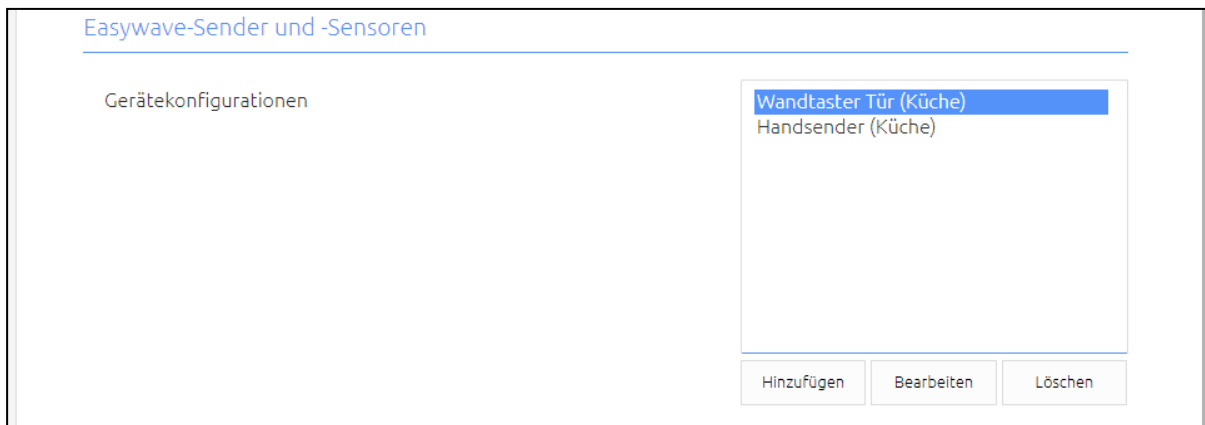 Easywave-Sender und -Sensoren
Gerätekonfigurationen
Wandtaster Tür (Küche)
Handsender (Küche)
Hinzufügen
Bearbeiten
Löschen